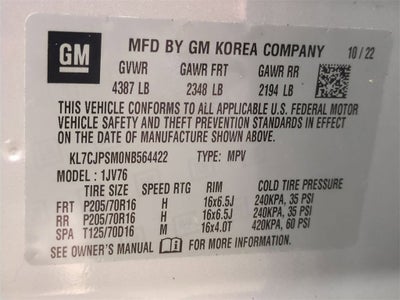 GM MFD BY GM KOREA COMPANY 10/22
GVWR GAWR FRT GAWR RR
4387 LB 2348 LB 2194 LB
THIS VEHICLE CONFORMS TO ALL APPLICABLE U.S. FEDERAL MOTOR
VEHICLE SAFETY AND THEFT PREVENTION STANDARDS IN EFFECT
ON THE DATE OF MANUFACTURE SHOWN ABOVE.
KL7CJPSM0NB564422 TYPE: MPV
MODEL: 1JV76
TIRE SIZE SPEED RTG RIM COLD TIRE PRESSURE
FRT P205/70R16 H 16x6.5J 240KPA, 35 PSI
RR P205/70R16 H 16x6.5J 240KPA, 35 PSI
SPA T125/70D16 M 16x4.0T 420KPA, 60 PSI
SEE OWNER'S MANUAL FOR MORE INFORMATION.